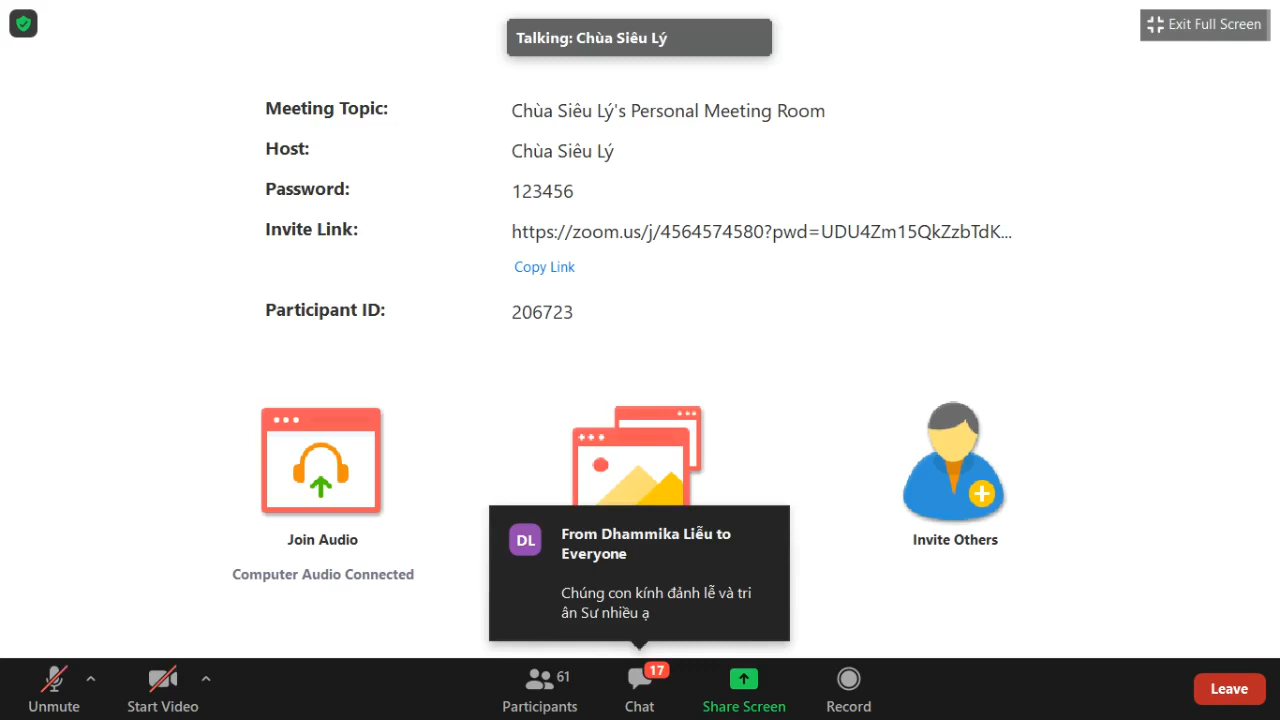 Talking: Chùa Siêu Lý
Exit Full Screen
Meeting Topic: Chùa Siêu Lý's Personal Meeting Room
Host: Chùa Siêu Lý
Password: 123456
Invite Link: https://zoom.us/j/4564574580?pwd=UDU4Zm15QkZzbTdK...
Copy Link
Participant ID: 206723
Join Audio
Computer Audio Connected
Invite Others
DL
From Dhammika Liễu to
Everyone
Chúng con kính đảnh lễ và tri
ân Sư nhiều ạ
Unmute
Start Video
61
Participants
17
Chat
Share Screen
Record
Leave